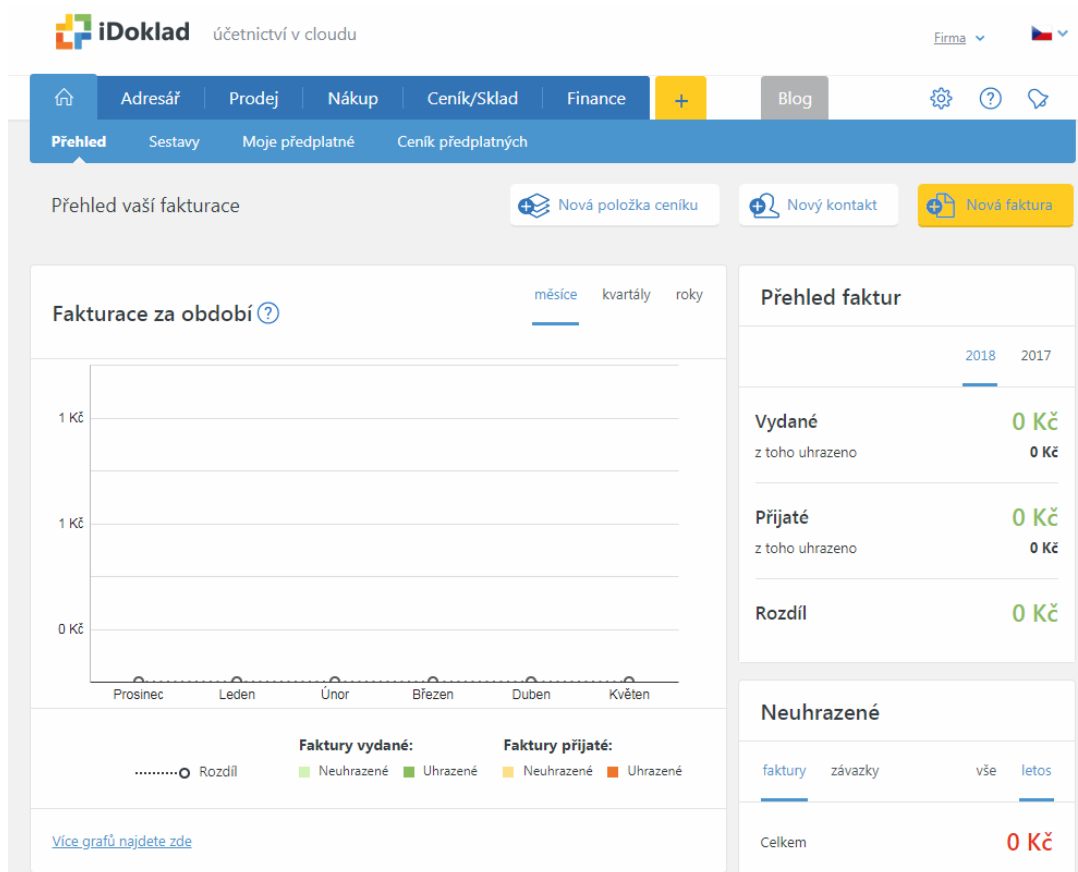 iDoklad účetnictví v cloudu
Firma
Adresář Prodej Nákup Ceník/Sklad Finance + Blog ?
Přehled Sestavy Moje předplatné Ceník předplatných
Přehled vaší fakturace
Nová položka ceníku
Nový kontakt
Nová faktura
Fakturace za období ?
měsíce kvartály roky
1 Kč
1 Kč
0 Kč
Prosinec Leden Únor Březen Duben Květen
Rozdíl
Faktury vydané:
Neuhrazené Uhrazené
Faktury přijaté:
Neuhrazené Uhrazené
Více grafů najdete zde
Přehled faktur
2018 2017
Vydané 0 Kč
z toho uhrazeno 0 Kč
Přijaté 0 Kč
z toho uhrazeno 0 Kč
Rozdíl 0 Kč
Neuhrazené
faktury závazky vše letos
Celkem 0 Kč